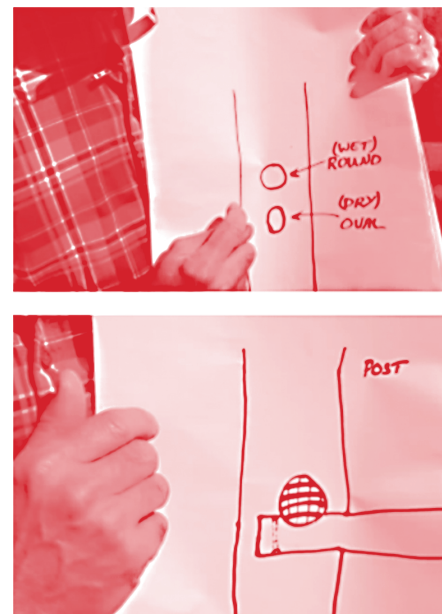 (WET)
ROUND
(DRY)
OVAL
POST